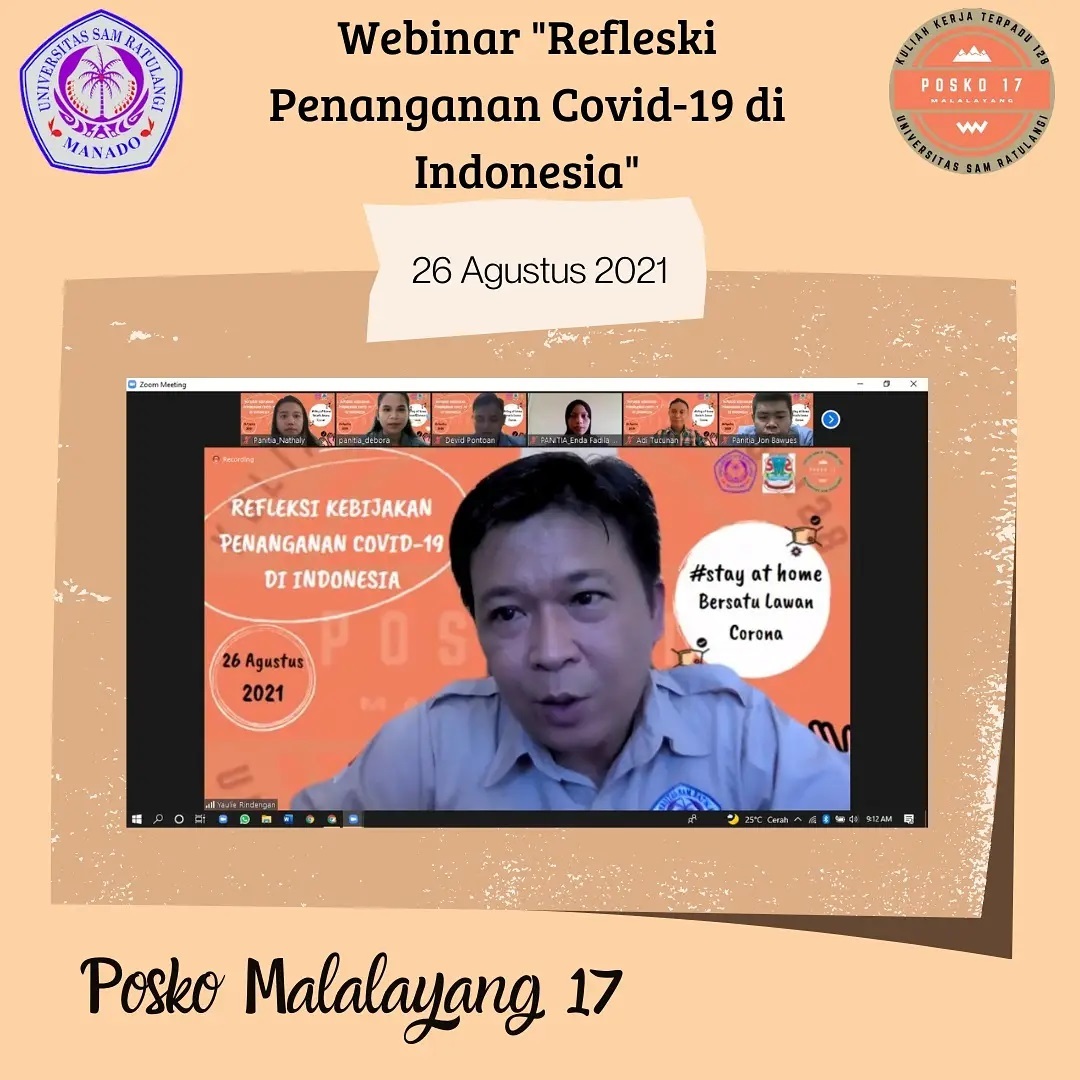 UNIVERSITAS SAM RATULANGI
MANADO
Webinar "Refleski
Penanganan Covid-19 di
Indonesia"
KULIAH KERJA TERPADU 128
POSKO 17
MALALAYANG
UNIVERSITAS SAM RATULANGI
26 Agustus 2021
Zoom Meeting
Panitia_Nathaly
panitia_debora
Devid Pontoan
PANITIA_Enda Fadila ...
Adi Tucunan
Panitia_Jon Bawues
Recording
REFLEKSI KEBIJAKAN
PENANGANAN COVID-19
DI INDONESIA
#stay at home
Bersatu Lawan
Corona
26 Agustus
2021
POS
Yaulie Rindengan
25°C Cerah
9:12 AM
Posko Malalayang 17